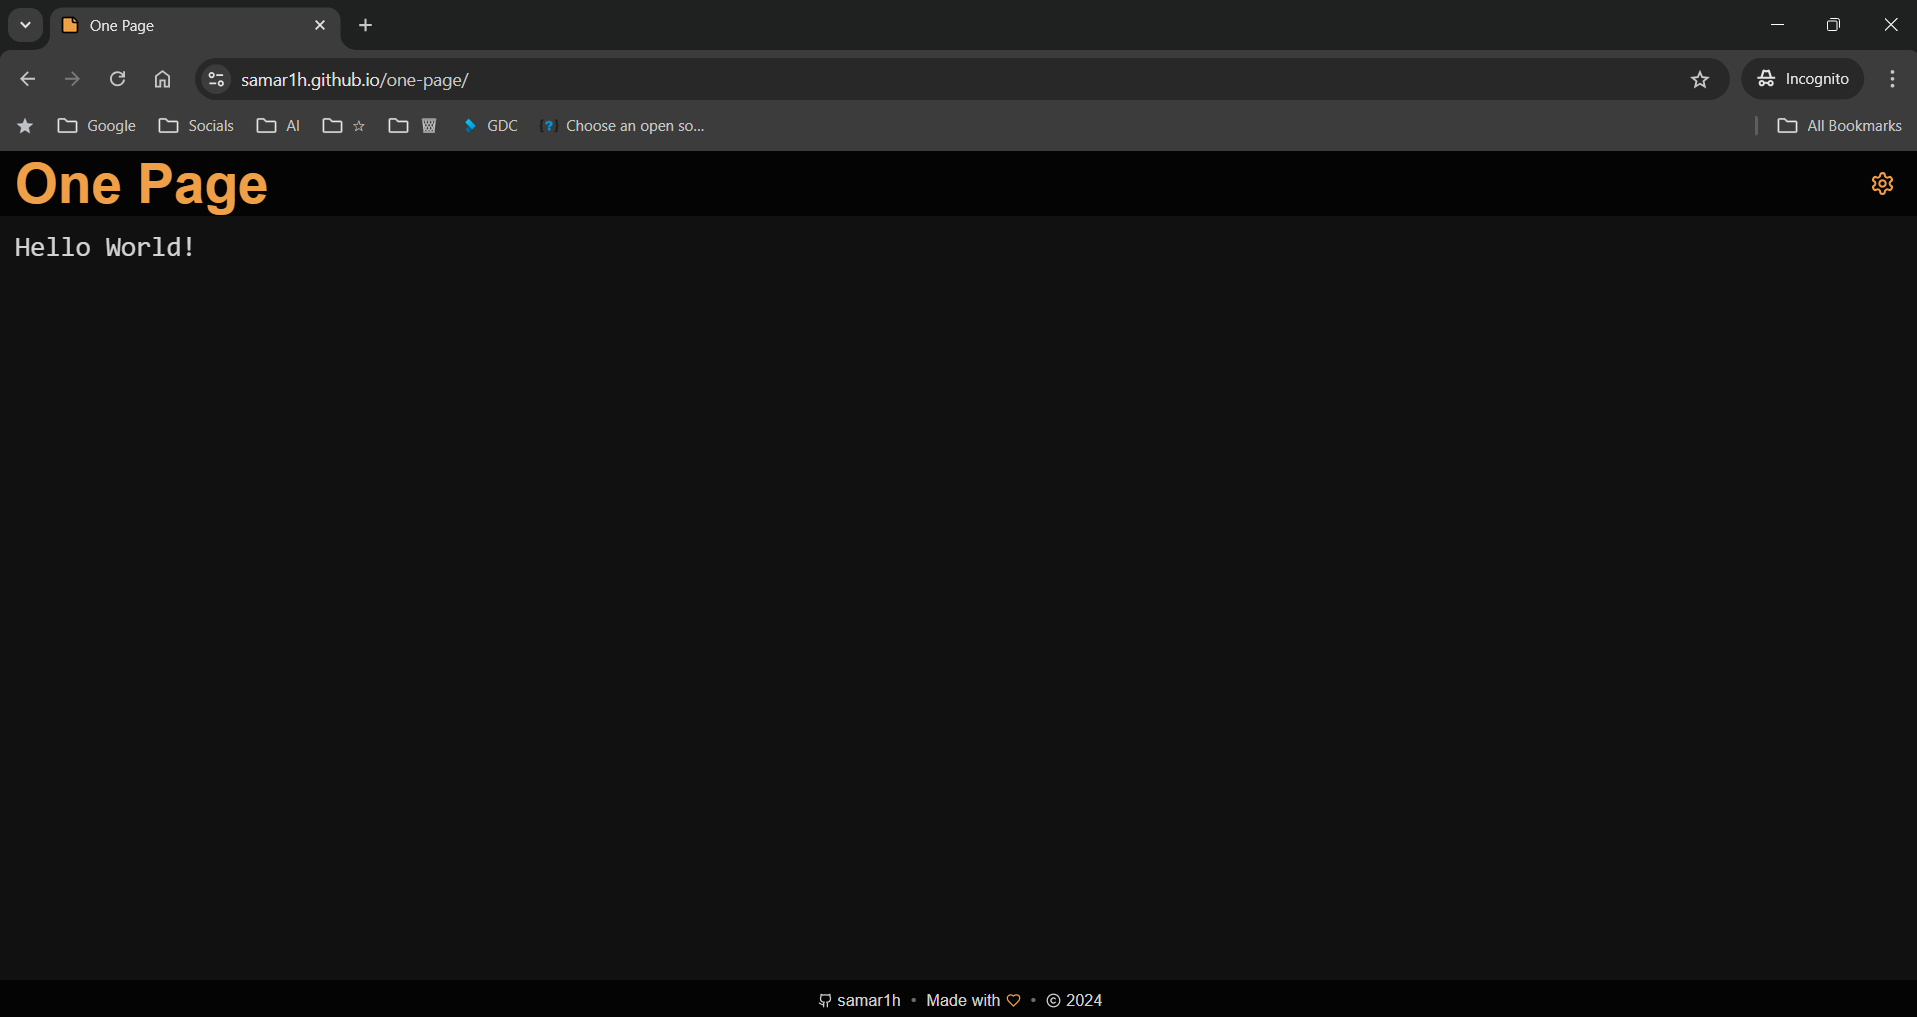 One Page
samar1h.github.io/one-page/
Incognito
Google
Socials
AI
GDC
Choose an open so...
All Bookmarks
One Page
Hello World!
samar1h • Made with ♡ • © 2024